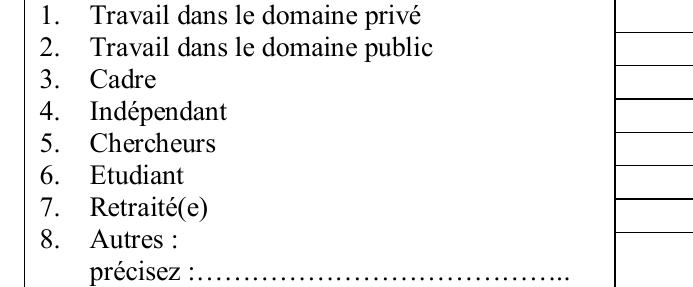 1. Travail dans le domaine privé
2. Travail dans le domaine public
3. Cadre
4. Indépendant
5. Chercheurs
6. Etudiant
7. Retraité(e)
8. Autres :
précisez :…………………………………..